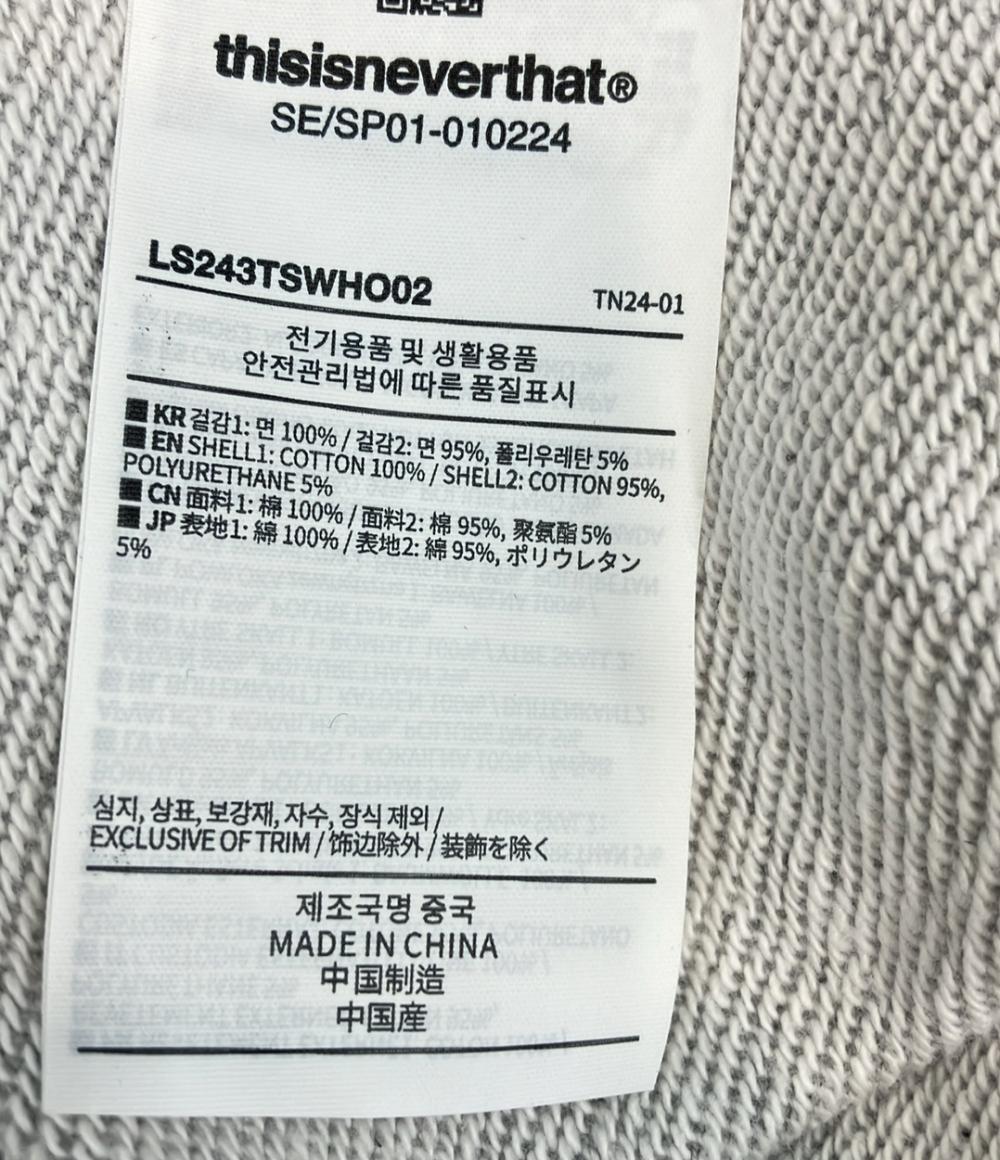 thisisneverthat®
SE/SP01-010224
LS243TSWHO02
TN24-01
전기용품 및 생활용품
안전관리법에 따른 품질표시
KR 겉감1: 면 100% / 겉감2: 면 95%, 폴리우레탄 5%
EN SHELL1: COTTON 100% / SHELL2: COTTON 95%,
POLYURETHANE 5%
CN 面料1: 棉 100% / 面料2: 棉 95%, 聚氨酯 5%
JP 表地1: 綿 100% / 表地2: 綿 95%, ポリウレタン
5%
심지, 상표, 보강재, 자수, 장식 제외 /
EXCLUSIVE OF TRIM / 饰边除外 / 装飾を除く
제조국명 중국
MADE IN CHINA
中国制造
中国産